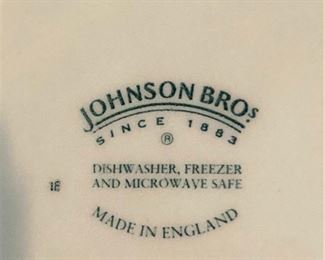 JOHNSON BROS
SINCE 1883
®
DISHWASHER, FREEZER
AND MICROWAVE SAFE
MADE IN ENGLAND